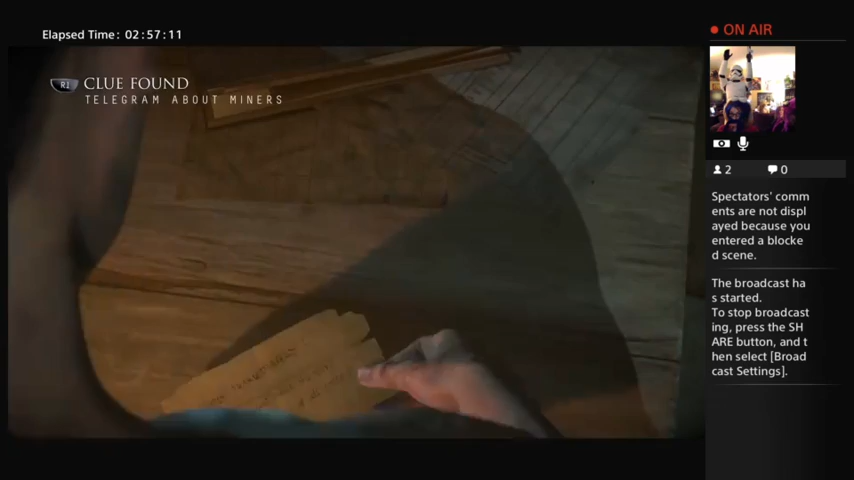 Elapsed Time: 02:57:11
ON AIR
R1 CLUE FOUND
TELEGRAM ABOUT MINERS
2 0
Spectators' comm
ents are not displ
ayed because you
entered a blocke
d scene.
The broadcast ha
s started.
To stop broadcast
ing, press the SH
ARE button, and t
hen select [Broad
cast Settings].